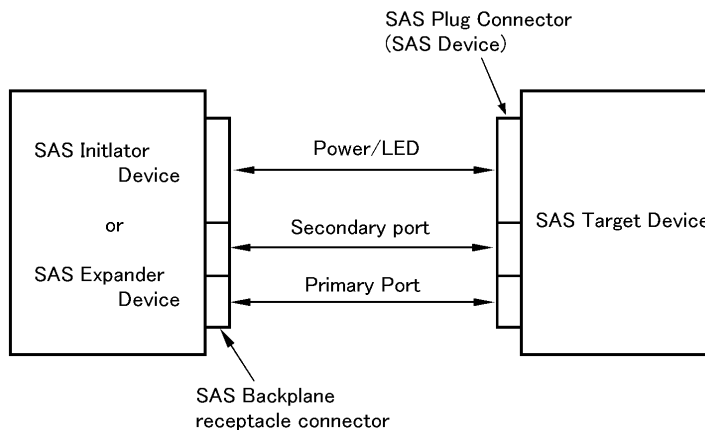 SAS Plug Connector
(SAS Device)
SAS Initlator
Device
or
SAS Expander
Device
Power/LED
Secondary port
Primary Port
SAS Target Device
SAS Backplane
receptacle connector